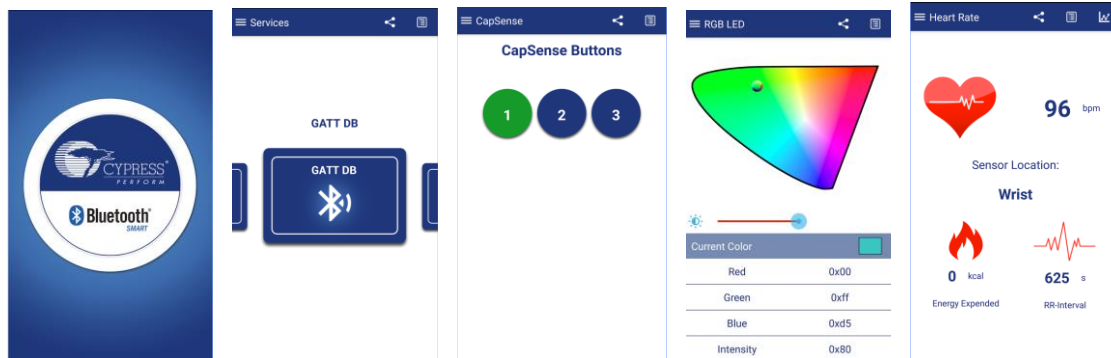 CYPRESS
PERFORM
Bluetooth
SMART
Services
GATT DB
GATT DB
CapSense
CapSense Buttons
1 2 3
RGB LED
Current Color
Red 0x00
Green 0xff
Blue 0xd5
Intensity 0x80
Heart Rate
96 bpm
Sensor Location:
Wrist
0 kcal
Energy Expended
625 s
RR-Interval